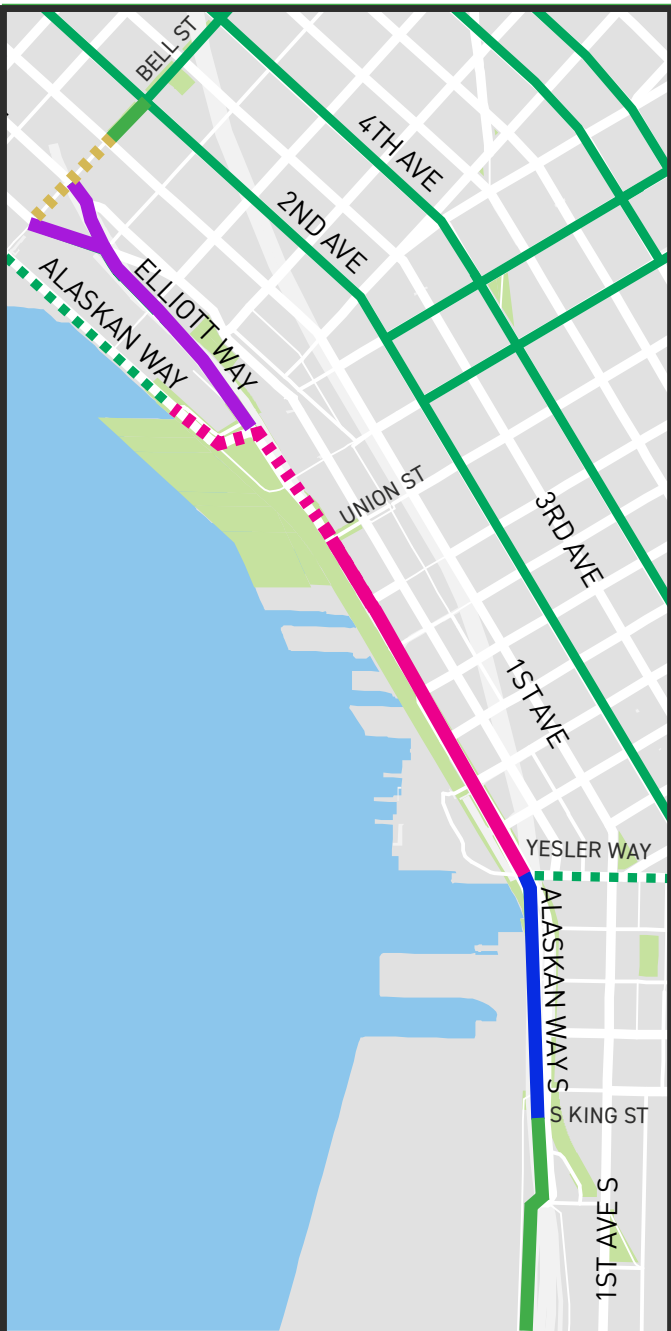 BELL ST
4TH AVE
2ND AVE
ELLIOTT WAY
ALASKAN WAY
UNION ST
3RD AVE
1ST AVE
YESLER WAY
ALASKAN WAY S
S KING ST
1ST AVE S